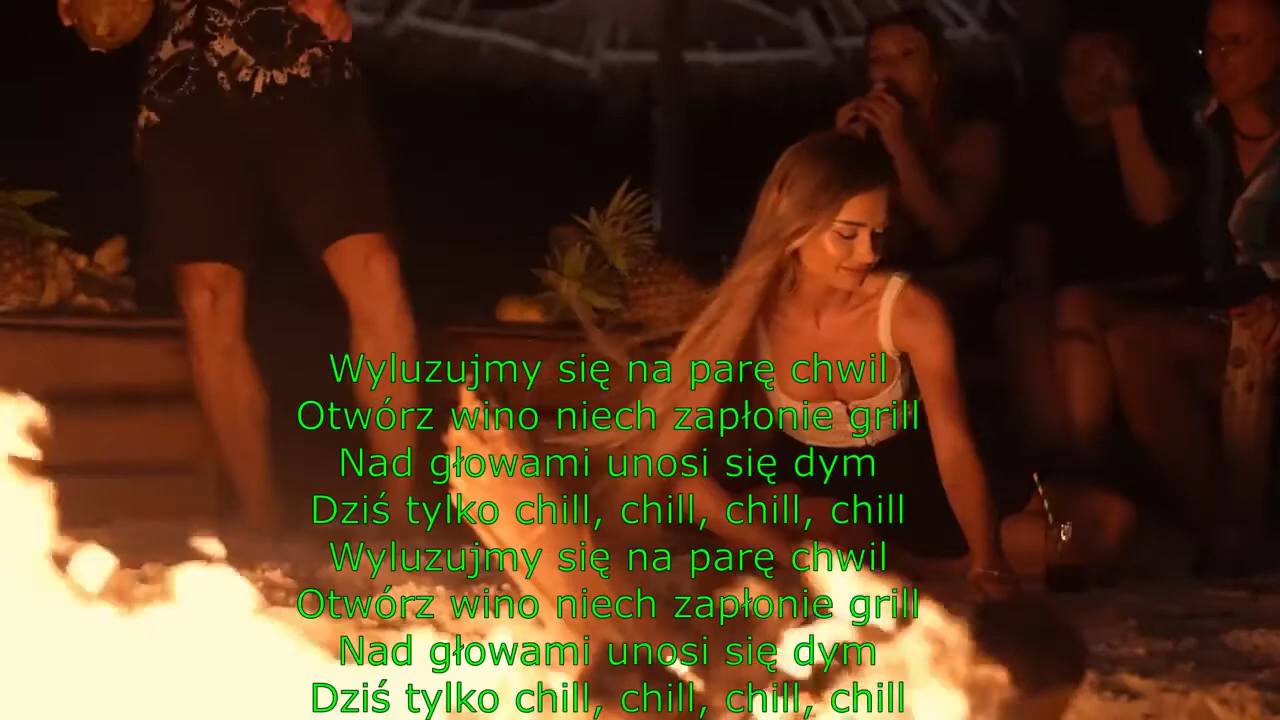 Wyluzujmy się na parę chwil
Otwórz wino niech zapłonie grill
Nad głowami unosi się dym
Dziś tylko chill, chill, chill, chill
Wyluzujmy się na parę chwil
Otwórz wino niech zapłonie grill
Nad głowami unosi się dym
Dziś tylko chill, chill, chill, chill